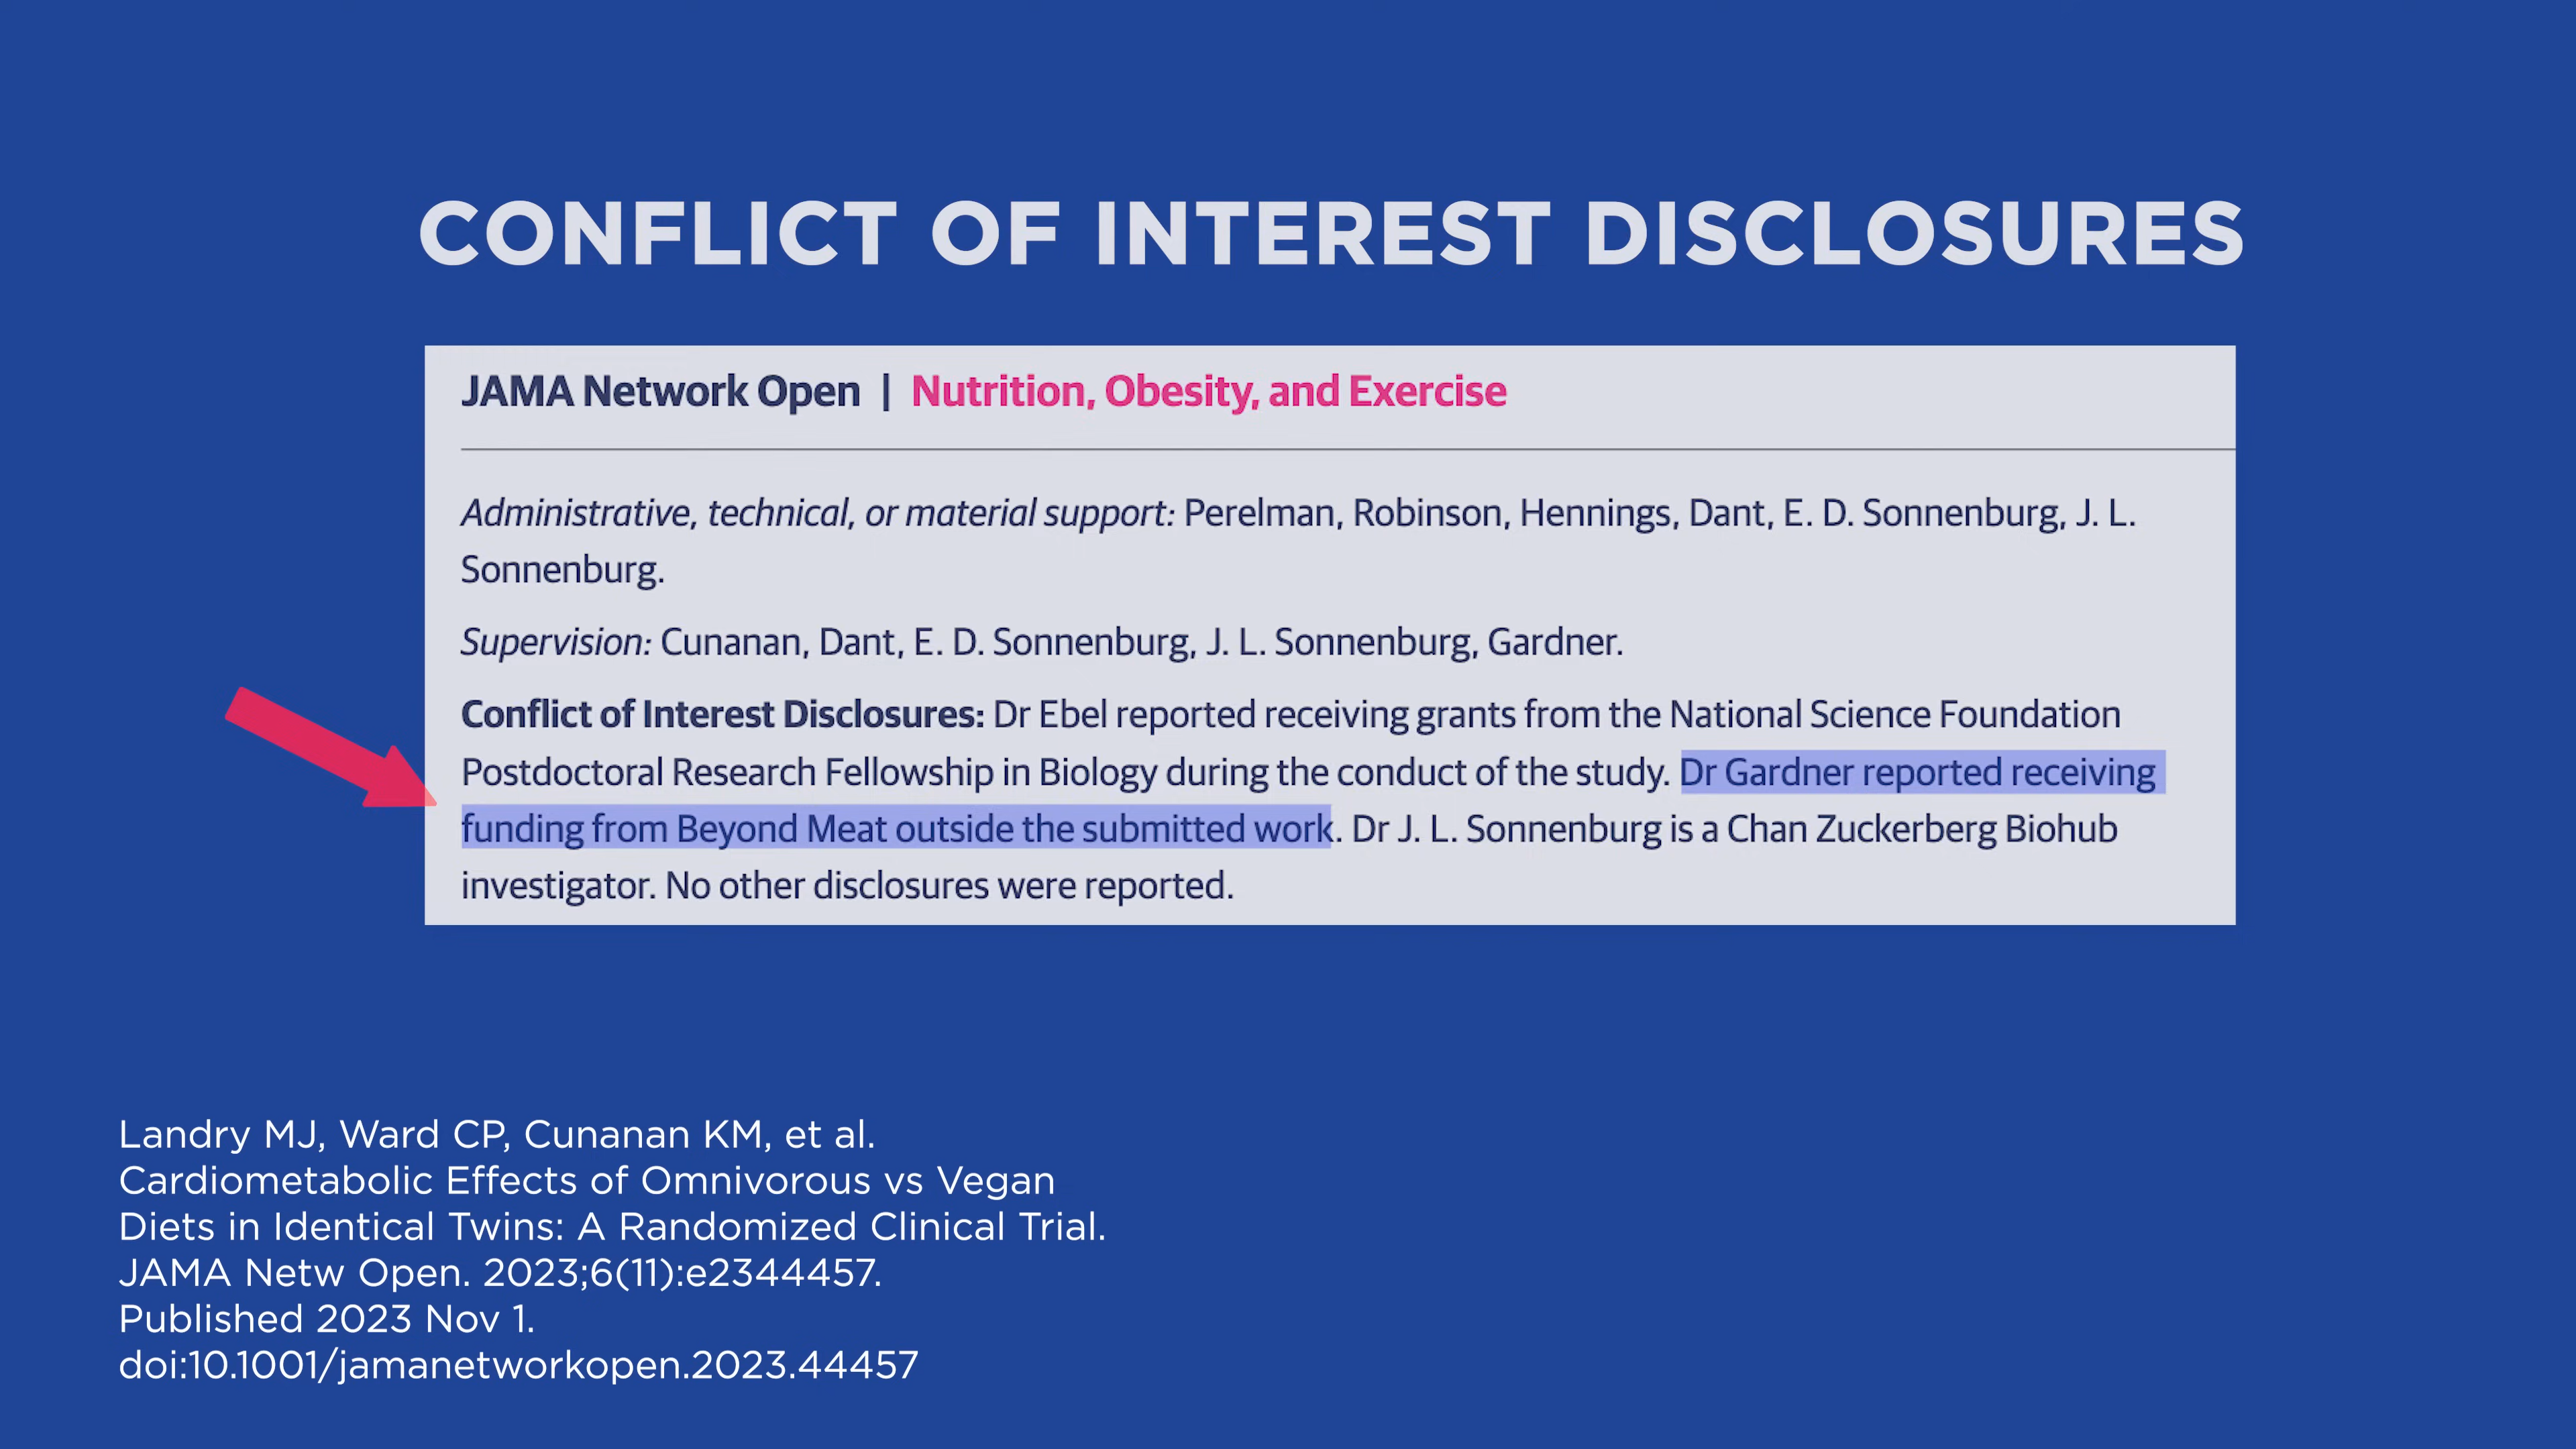 CONFLICT OF INTEREST DISCLOSURES
JAMA Network Open | Nutrition, Obesity, and Exercise
Administrative, technical, or material support: Perelman, Robinson, Hennings, Dant, E. D. Sonnenburg, J. L.
Sonnenburg.
Supervision: Cunanan, Dant, E. D. Sonnenburg, J. L. Sonnenburg, Gardner.
Conflict of Interest Disclosures: Dr Ebel reported receiving grants from the National Science Foundation
Postdoctoral Research Fellowship in Biology during the conduct of the study. Dr Gardner reported receiving
funding from Beyond Meat outside the submitted work. Dr J. L. Sonnenburg is a Chan Zuckerberg Biohub
investigator. No other disclosures were reported.
Landry MJ, Ward CP, Cunanan KM, et al.
Cardiometabolic Effects of Omnivorous vs Vegan
Diets in Identical Twins: A Randomized Clinical Trial.
JAMA Netw Open. 2023;6(11):e2344457.
Published 2023 Nov 1.
doi:10.1001/jamanetworkopen.2023.44457